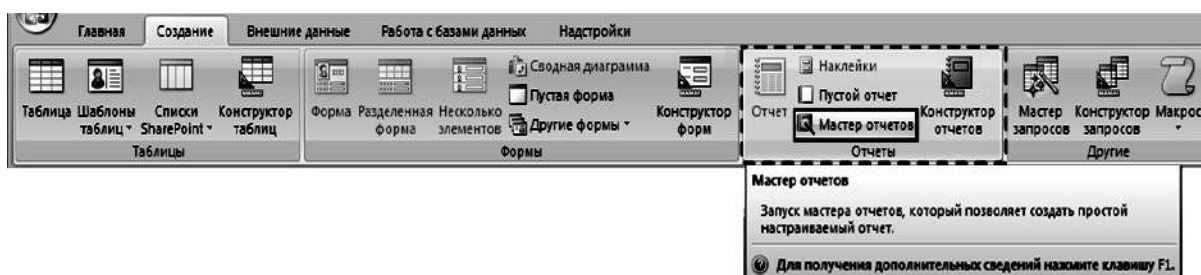 Главная Создание Внешние данные Работа с базами данных Надстройки
Таблица
Шаблоны
таблиц
Списки
SharePoint
Конструктор
таблиц
Таблицы
Форма
Разделенная
форма
Несколько
элементов
Сводная диаграмма
Пустая форма
Другие формы
Конструктор
форм
Формы
Отчет
Наклейки
Пустой отчет
Мастер отчетов
Конструктор
отчетов
Отчеты
Мастер
запросов
Конструктор
запросов
Макрос
Другие
Мастер отчетов
Запуск мастера отчетов, который позволяет создать простой
настраиваемый отчет.
Для получения дополнительных сведений нажмите клавишу F1.